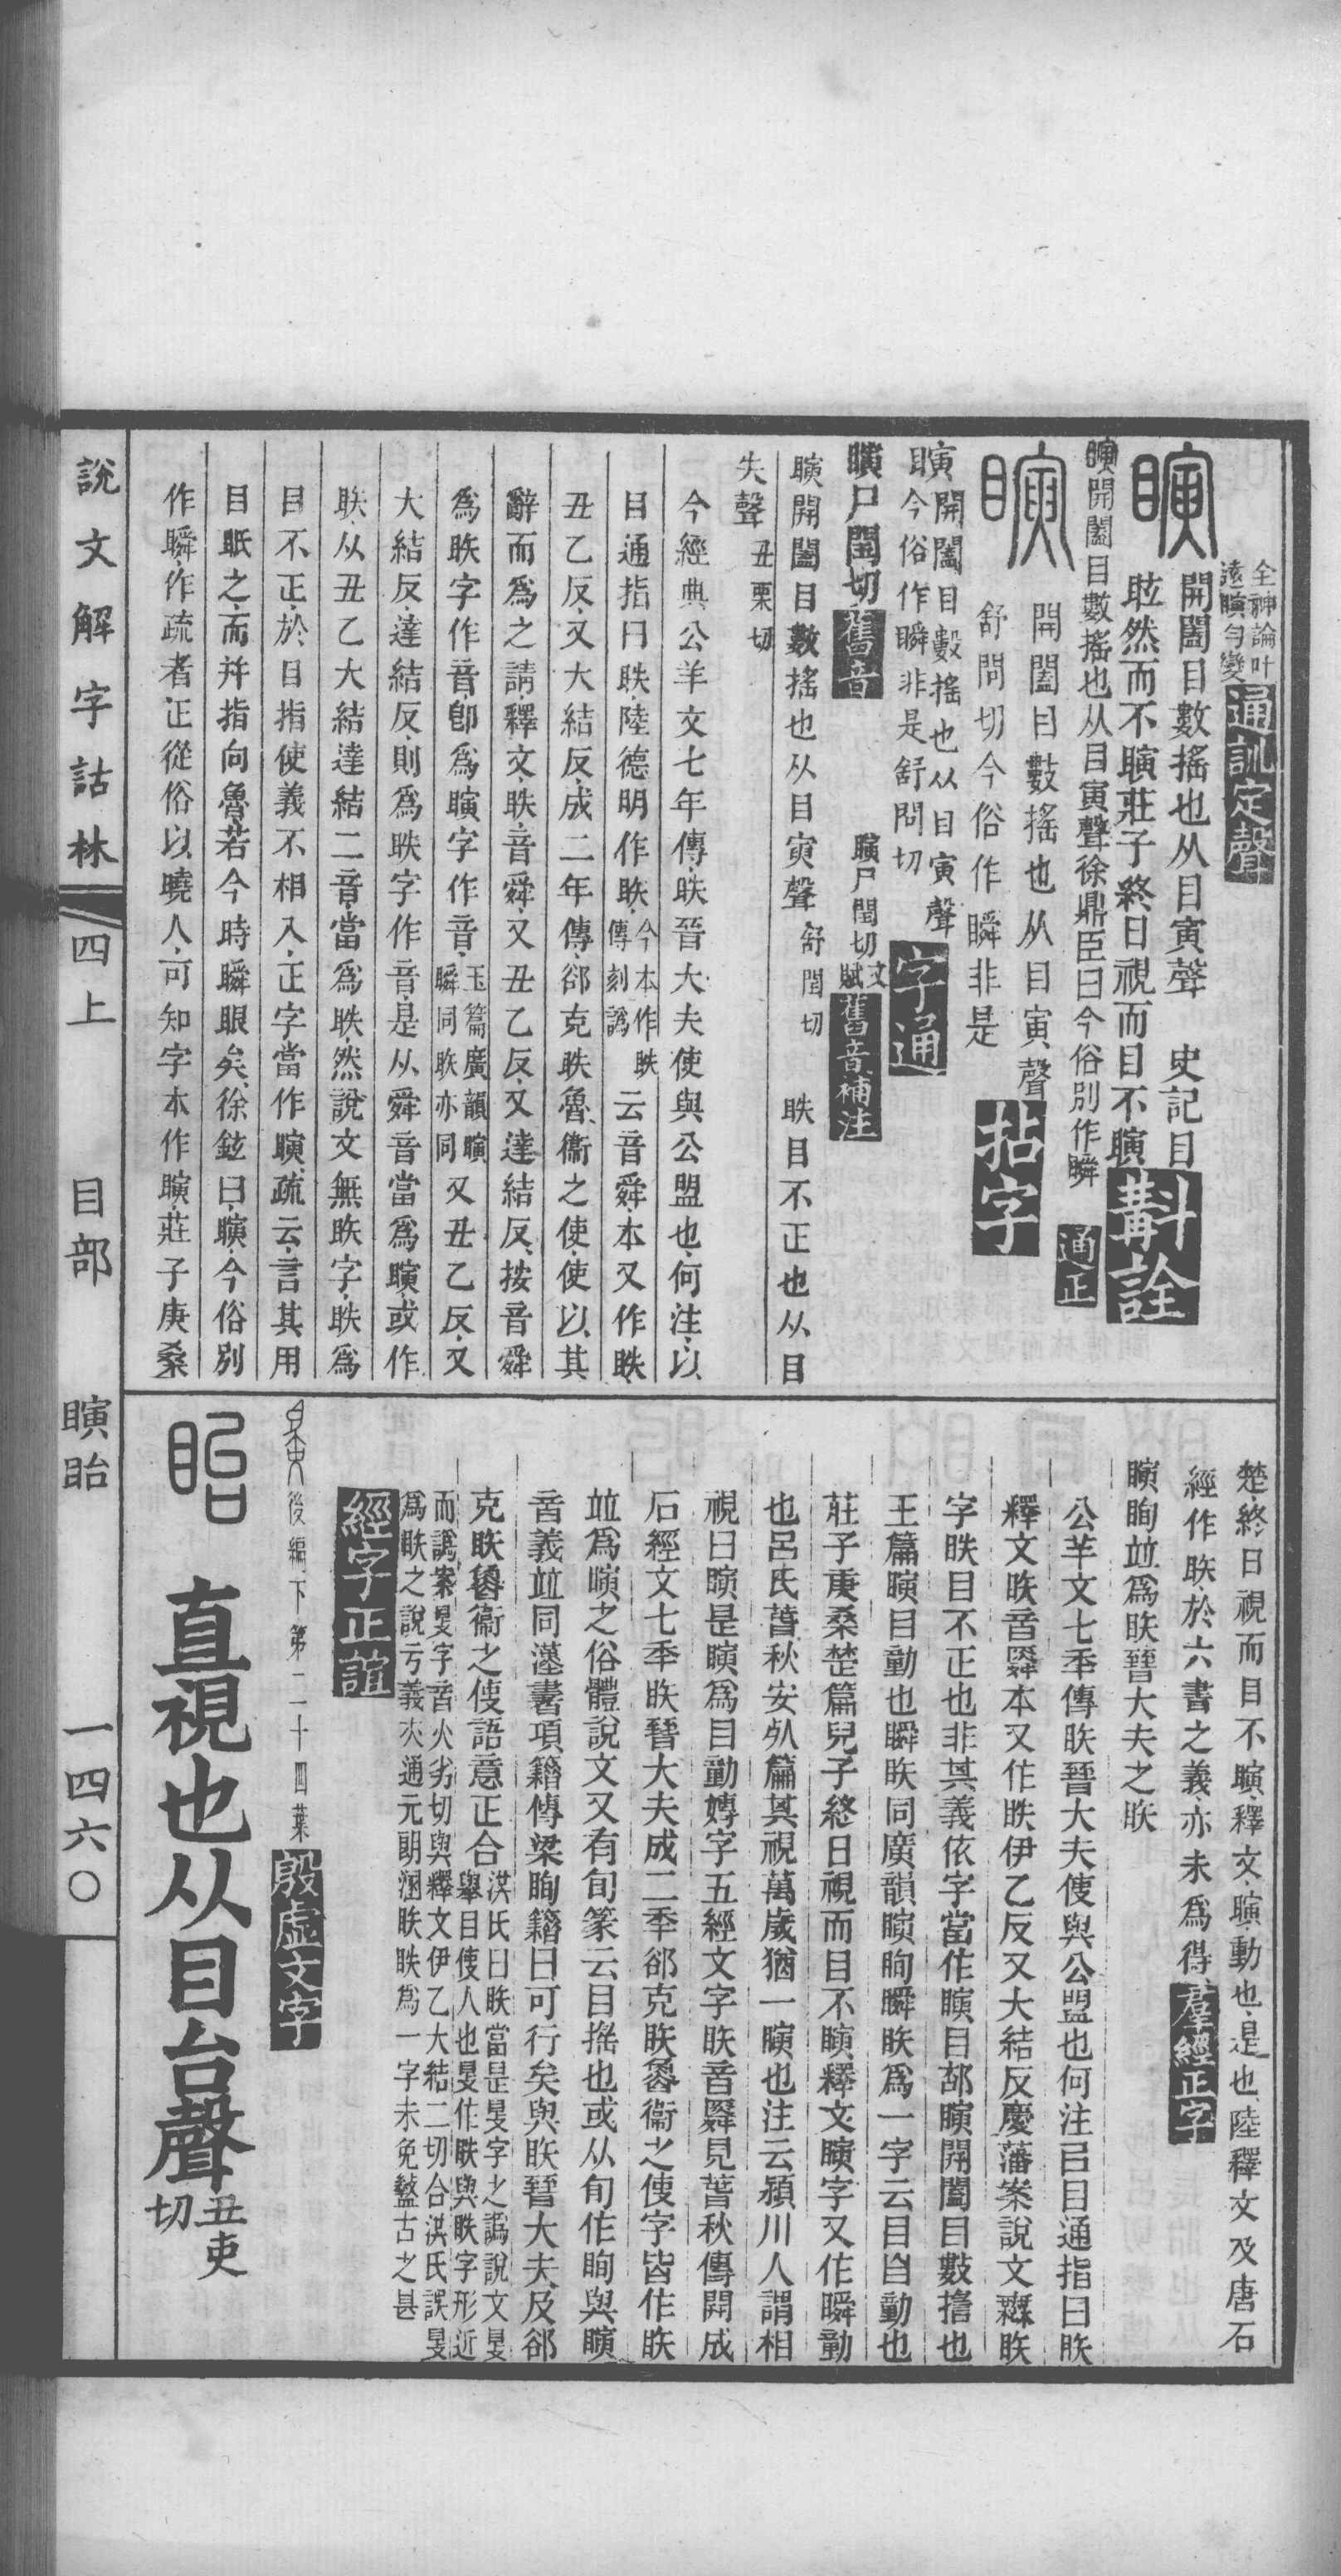 全神論叶
遠瞚勻變
通訓定聲
瞚
開闔目數搖也从目寅聲
史記目
眩然而不瞚莊子終日視而目不瞚
斠詮
瞚開闔目數搖也从目寅聲徐鼎臣曰今俗別作瞬
通正
瞚
開闔目數搖也从目寅聲
舒問切今俗作瞬非是
拈字
瞚開闔目數搖也从目寅聲
今俗作瞬非是舒問切
字通
瞚尸閏切
舊音
瞚尸閏切文賦
舊音補注
瞚開闔目數搖也从目寅聲舒閏切
眣目不正也从目
失聲丑栗切
今經典公羊文七年傳眣晉大夫使與公盟也何注以
目通指曰眣陸德明作眣今本作眣傳刻譌云音舜本又作眣
丑乙反又大結反成二年傳郤克眣魯衞之使使以其
辭而爲之請釋文眣音舜又丑乙反又達結反按音舜
爲眣字作音卽爲瞚字作音玉篇廣韻瞚瞬同眣亦同又丑乙反又
大結反達結反則爲眣字作音是从舜音當爲瞚或作
眣从丑乙大結達結二音當爲眣然說文無眣字眣爲
目不正於目指使義不相入正字當作瞚疏云言其用
目眂之而幷指向魯若今時瞬眼矣徐鉉曰瞚今俗別
作瞬作疏者正從俗以曉人可知字本作瞚莊子庚桑
楚終日視而目不瞚釋文瞚動也是也陸釋文及唐石
經作眣於六書之義亦未爲得
羣經正字
瞚眴竝爲眣晉大夫之眣
公羊文七年傳眣晉大夫使與公盟也何注㠯目通指曰眣
釋文眣音舜本又作眣伊乙反又大結反慶藩案說文無眣
字眣目不正也非其義依字當作瞚目部瞚開闔目數搖也
王篇瞚目動也瞬眣同廣韻瞚眴瞬眣爲一字云目自動也
莊子庚桑楚篇兒子終日視而目不瞚釋文瞚字又作瞬動
也呂氏春秋安死篇其視萬歲猶一瞚也注云潁川人謂相
視曰瞚是瞚爲目動專字五經文字眣音舜見春秋傳開成
石經文七年眣晉大夫成二年郤克眣魯衞之使字皆作眣
竝爲瞚之俗體說文又有旬篆云目搖也或从旬作眴與瞚
音義竝同漢書項籍傳梁眴籍曰可行矣與眣晉大夫及郤
克眣魯衞之使語意正合洪氏曰眣當是䀏字之譌說文䀏
舉目使人也䀏作眣與眣字形近
而譌案䀏字音火劣切與釋文伊乙大結二切合洪氏誤䀏
爲眣之說于義亦通元朗溷眣眣爲一字未免盭古之甚
經字正誼
後編下第二十四葉
殷虛文字
眙
直視也从目台聲丑吏切
說文解字詁林
四上
目部
瞚眙
一四六〇